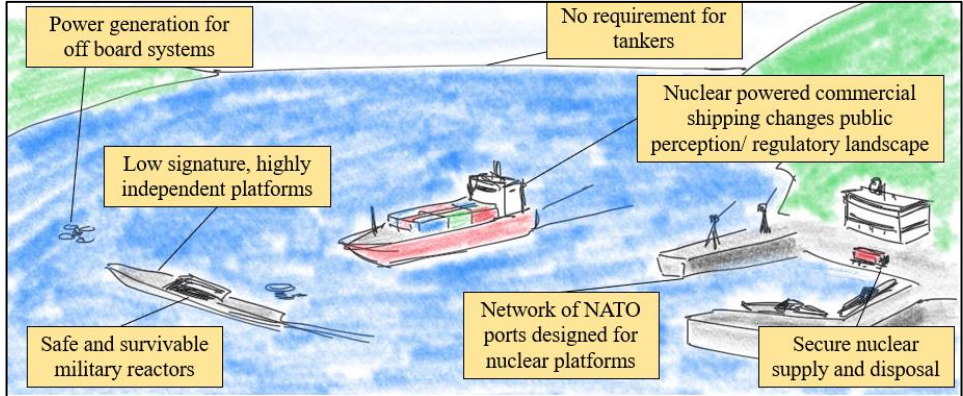 Power generation for
off board systems
No requirement for
tankers
Nuclear powered commercial
shipping changes public
perception/ regulatory landscape
Low signature, highly
independent platforms
Safe and survivable
military reactors
Network of NATO
ports designed for
nuclear platforms
Secure nuclear
supply and disposal